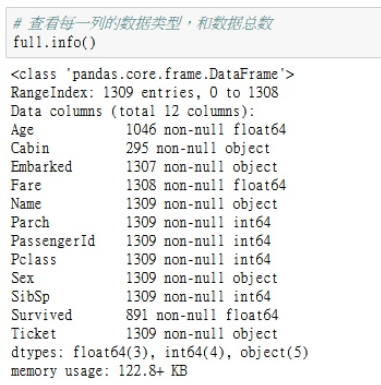 # 查看每一列的数据类型，和数据总数
full.info()
<class 'pandas.core.frame.DataFrame'>
RangeIndex: 1309 entries, 0 to 1308
Data columns (total 12 columns):
Age 1046 non-null float64
Cabin 295 non-null object
Embarked 1307 non-null object
Fare 1308 non-null float64
Name 1309 non-null object
Parch 1309 non-null int64
PassengerId 1309 non-null int64
Pclass 1309 non-null int64
Sex 1309 non-null object
SibSp 1309 non-null int64
Survived 891 non-null float64
Ticket 1309 non-null object
dtypes: float64(3), int64(4), object(5)
memory usage: 122.8+ KB